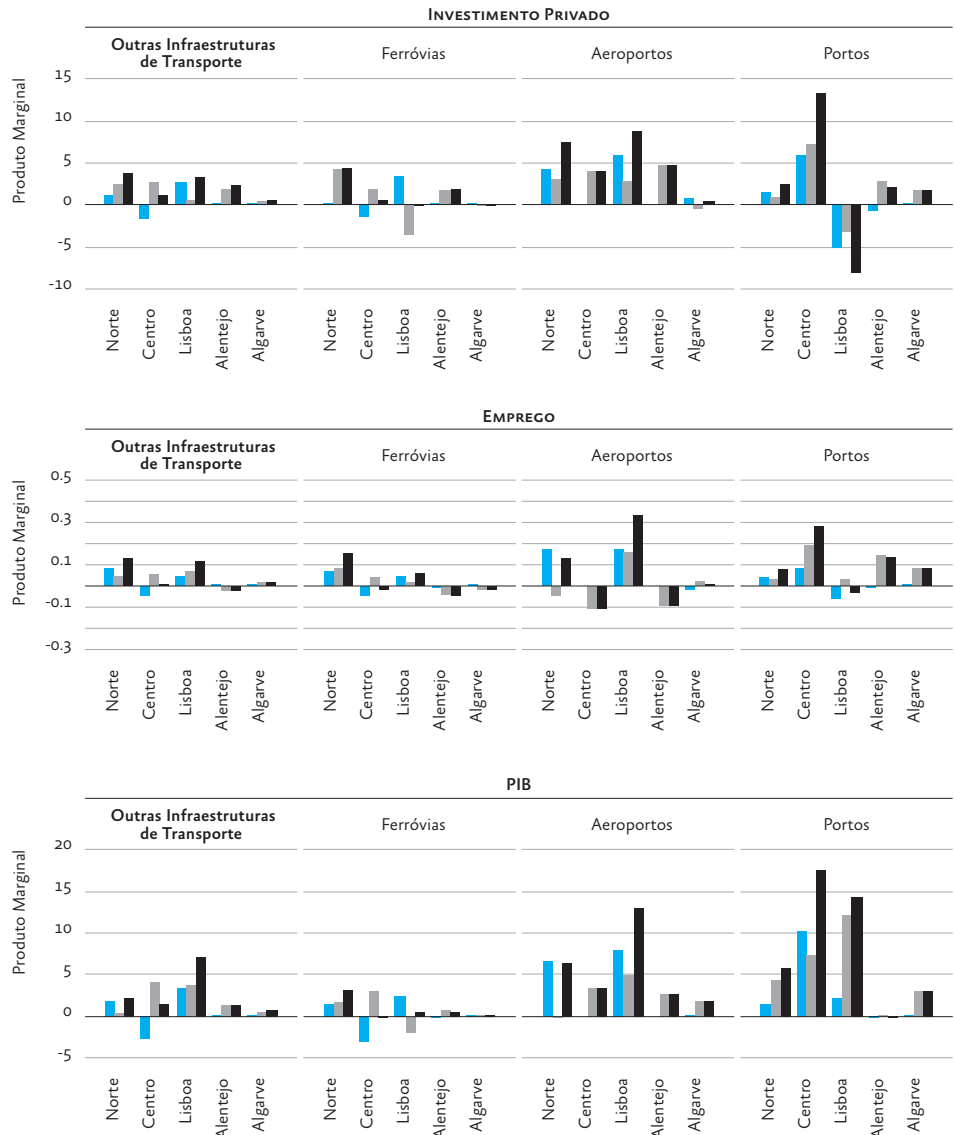 Investimento Privado
Outras Infraestruturas
de Transporte
Ferróvias
Aeroportos
Portos
Produto Marginal
15
10
5
0
-5
-10
Norte
Centro
Lisboa
Alentejo
Algarve
Norte
Centro
Lisboa
Alentejo
Algarve
Norte
Centro
Lisboa
Alentejo
Algarve
Norte
Centro
Lisboa
Alentejo
Algarve
Emprego
Outras Infraestruturas
de Transporte
Ferróvias
Aeroportos
Portos
Produto Marginal
0.5
0.3
0.1
-0.1
-0.3
Norte
Centro
Lisboa
Alentejo
Algarve
Norte
Centro
Lisboa
Alentejo
Algarve
Norte
Centro
Lisboa
Alentejo
Algarve
Norte
Centro
Lisboa
Alentejo
Algarve
PIB
Outras Infraestruturas
de Transporte
Ferróvias
Aeroportos
Portos
Produto Marginal
20
15
10
5
0
-5
Norte
Centro
Lisboa
Alentejo
Algarve
Norte
Centro
Lisboa
Alentejo
Algarve
Norte
Centro
Lisboa
Alentejo
Algarve
Norte
Centro
Lisboa
Alentejo
Algarve